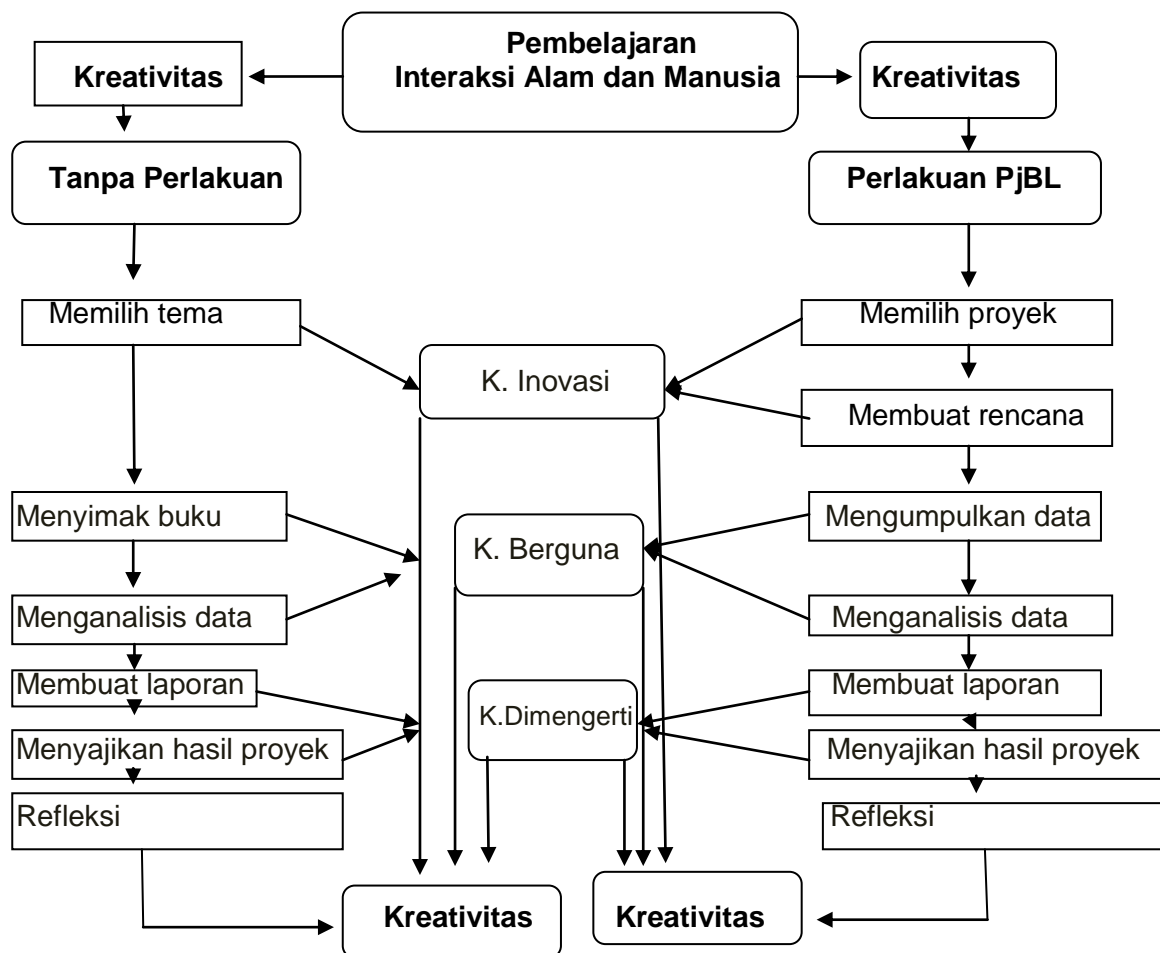 Pembelajaran
Interaksi Alam dan Manusia
Kreativitas
Kreativitas
Tanpa Perlakuan
Perlakuan PjBL
Memilih tema
Memilih proyek
K. Inovasi
Membuat rencana
Menyimak buku
Mengumpulkan data
K. Berguna
Menganalisis data
Menganalisis data
Membuat laporan
Membuat laporan
K.Dimengerti
Menyajikan hasil proyek
Menyajikan hasil proyek
Refleksi
Refleksi
Kreativitas
Kreativitas